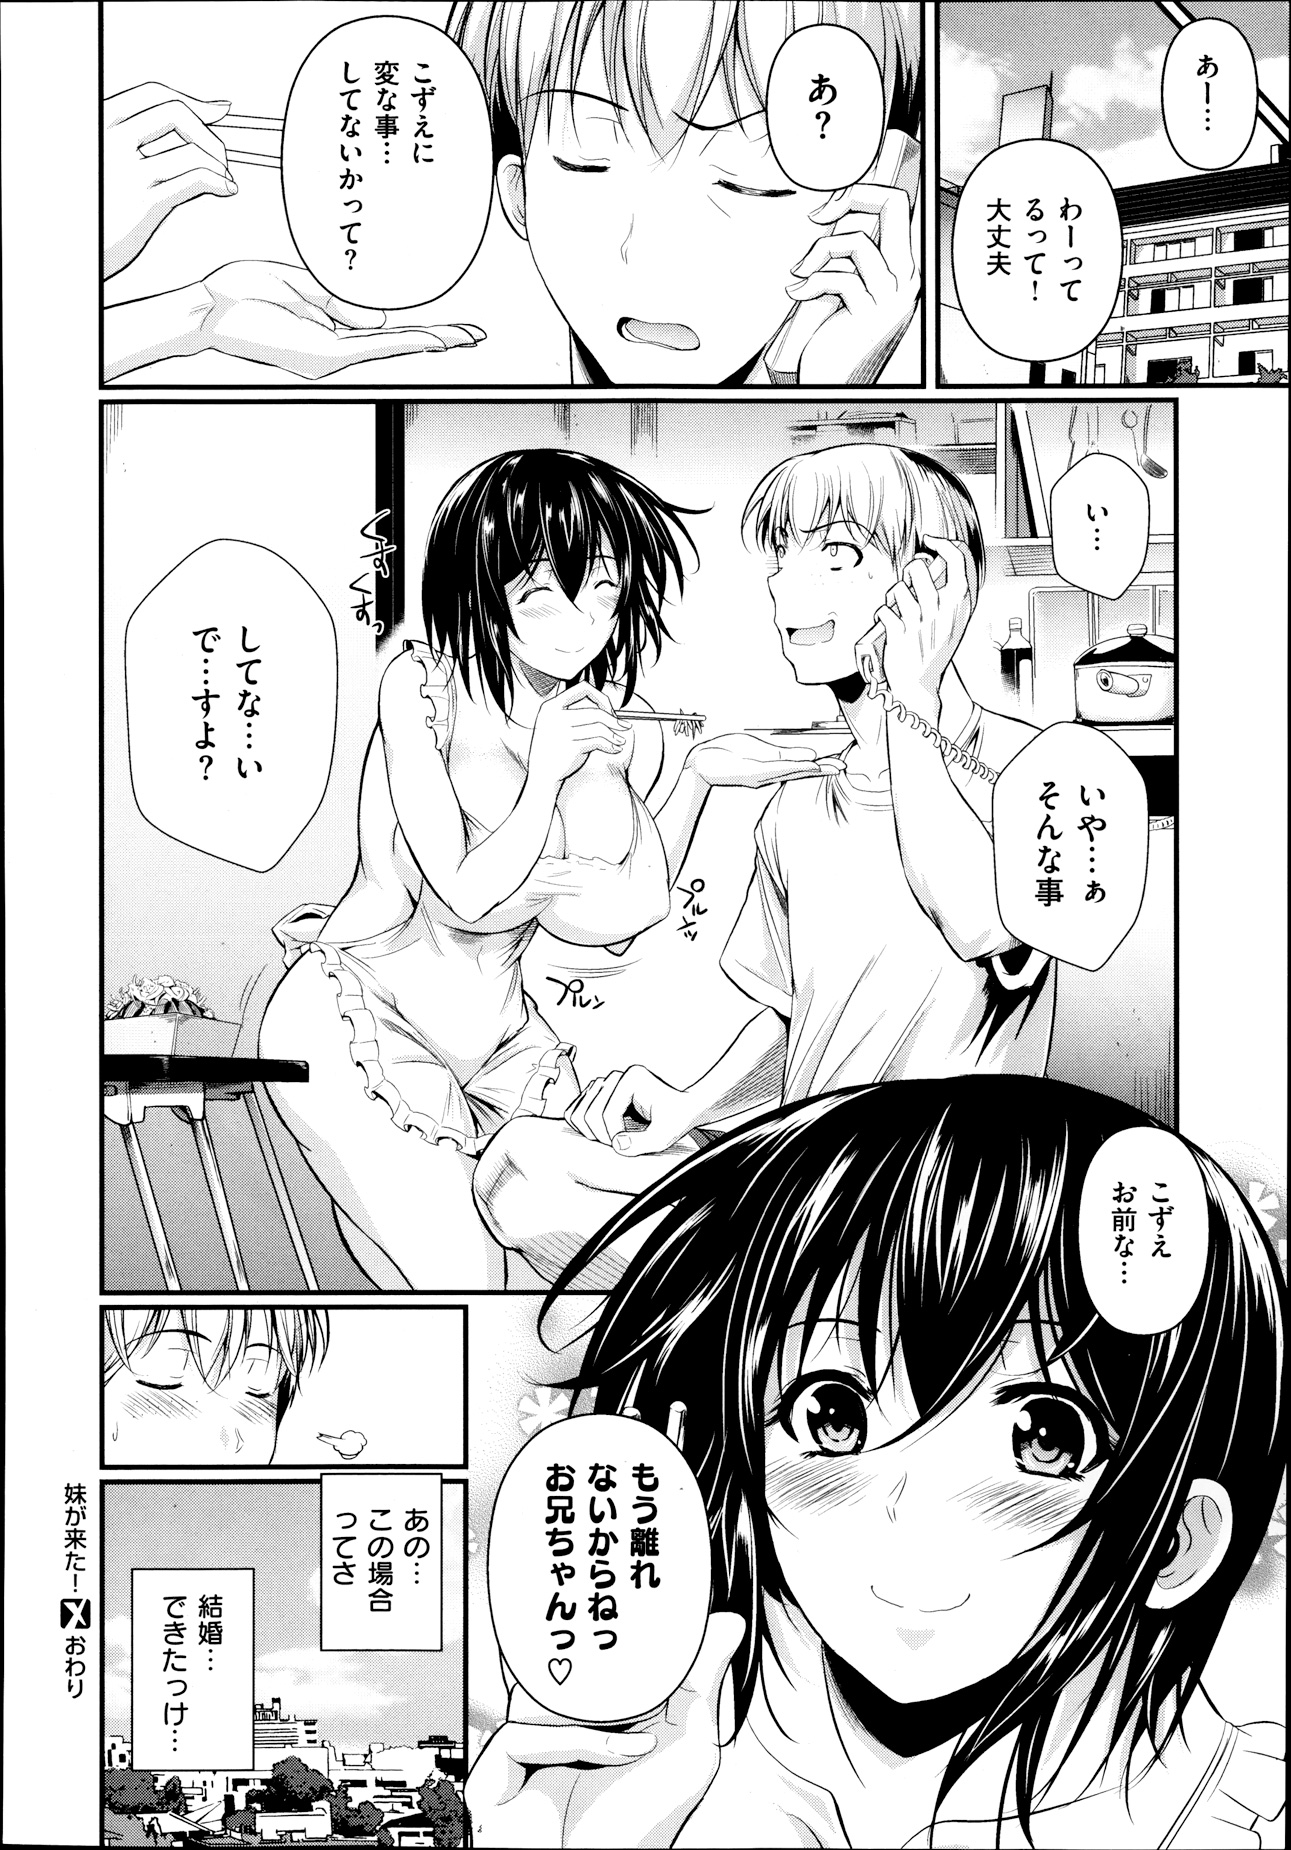 あー…
わーって
るって！
大丈夫
あ？
こずえに
変な事…
してないかって？
い…
いや…ぁ
そんな事
くすくすっ
してな…い
で…すよ？
プルッ
プルン
こずえ
お前な…
もう離れ
ないからねっ
お兄ちゃんっ♡
あの…
この場合
ってさ
結婚…
できたっけ…
妹が来た！X おわり